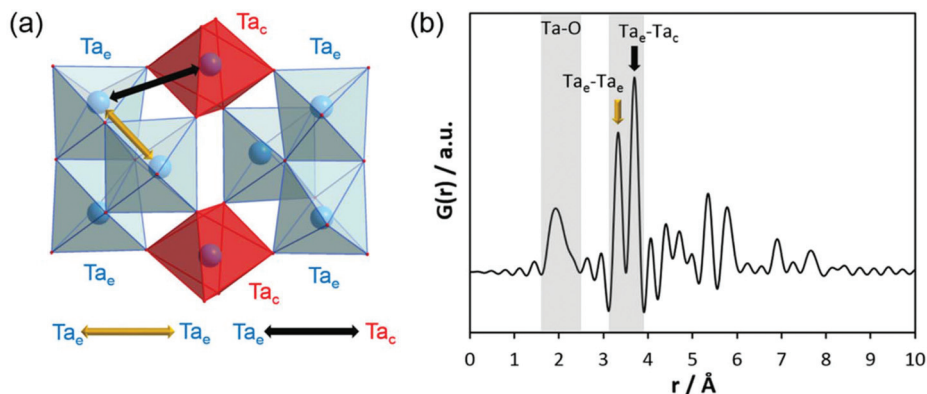 (a)
Ta_c
Ta_e
Ta_e
Ta_e
Ta_e
Ta_e Ta_e Ta_e Ta_c
(b)
Ta-O
Ta_e-Ta_c
Ta_e-Ta_e
G(r) / a.u.
0 1 2 3 4 5 6 7 8 9 10
r / Å